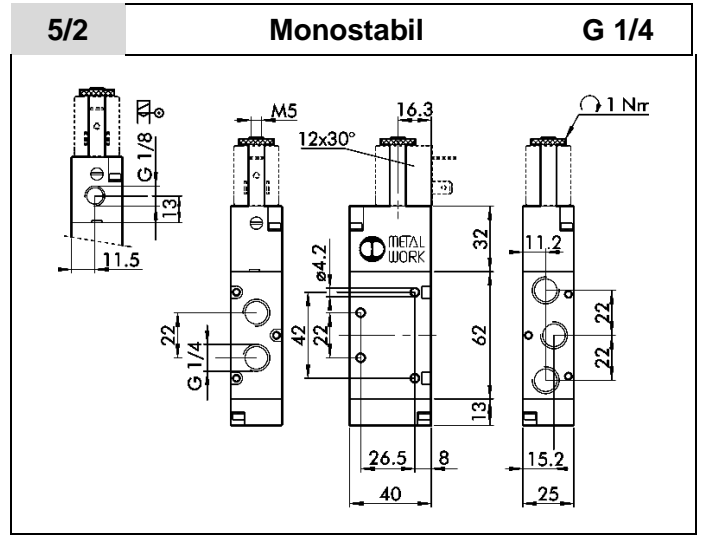 5/2 Monostabil G 1/4
M5
16.3
1 Nm
12x30°
G 1/8
13
11.5
METAL
WORK
32
11.2
ø4.2
22
G 1/4
42
22
62
22
22
13
26.5
8
15.2
40
25